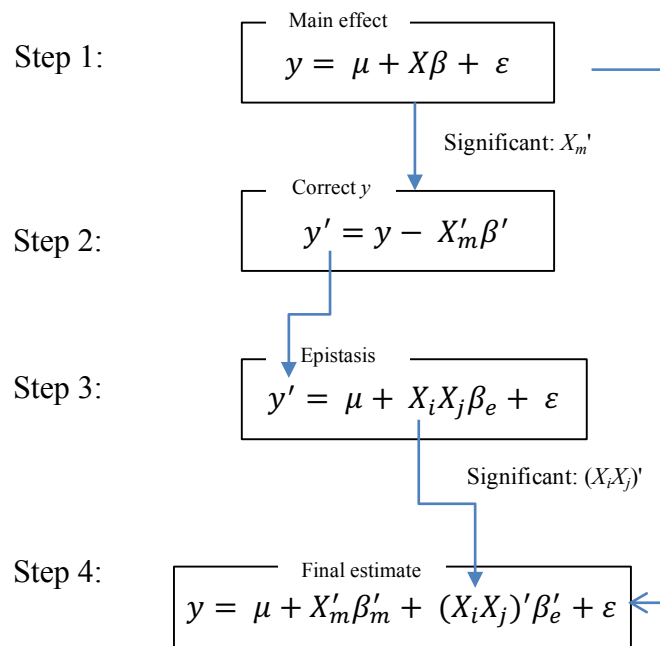 Main effect
Step 1: y = μ + Xβ + ε
Significant: Xₘ'
Correct y
Step 2: y′ = y − X′ₘβ′
Epistasis
Step 3: y′ = μ + XᵢXⱼβₑ + ε
Significant: (XᵢXⱼ)'
Final estimate
Step 4: y = μ + X′ₘβ′ₘ + (XᵢXⱼ)′β′ₑ + ε